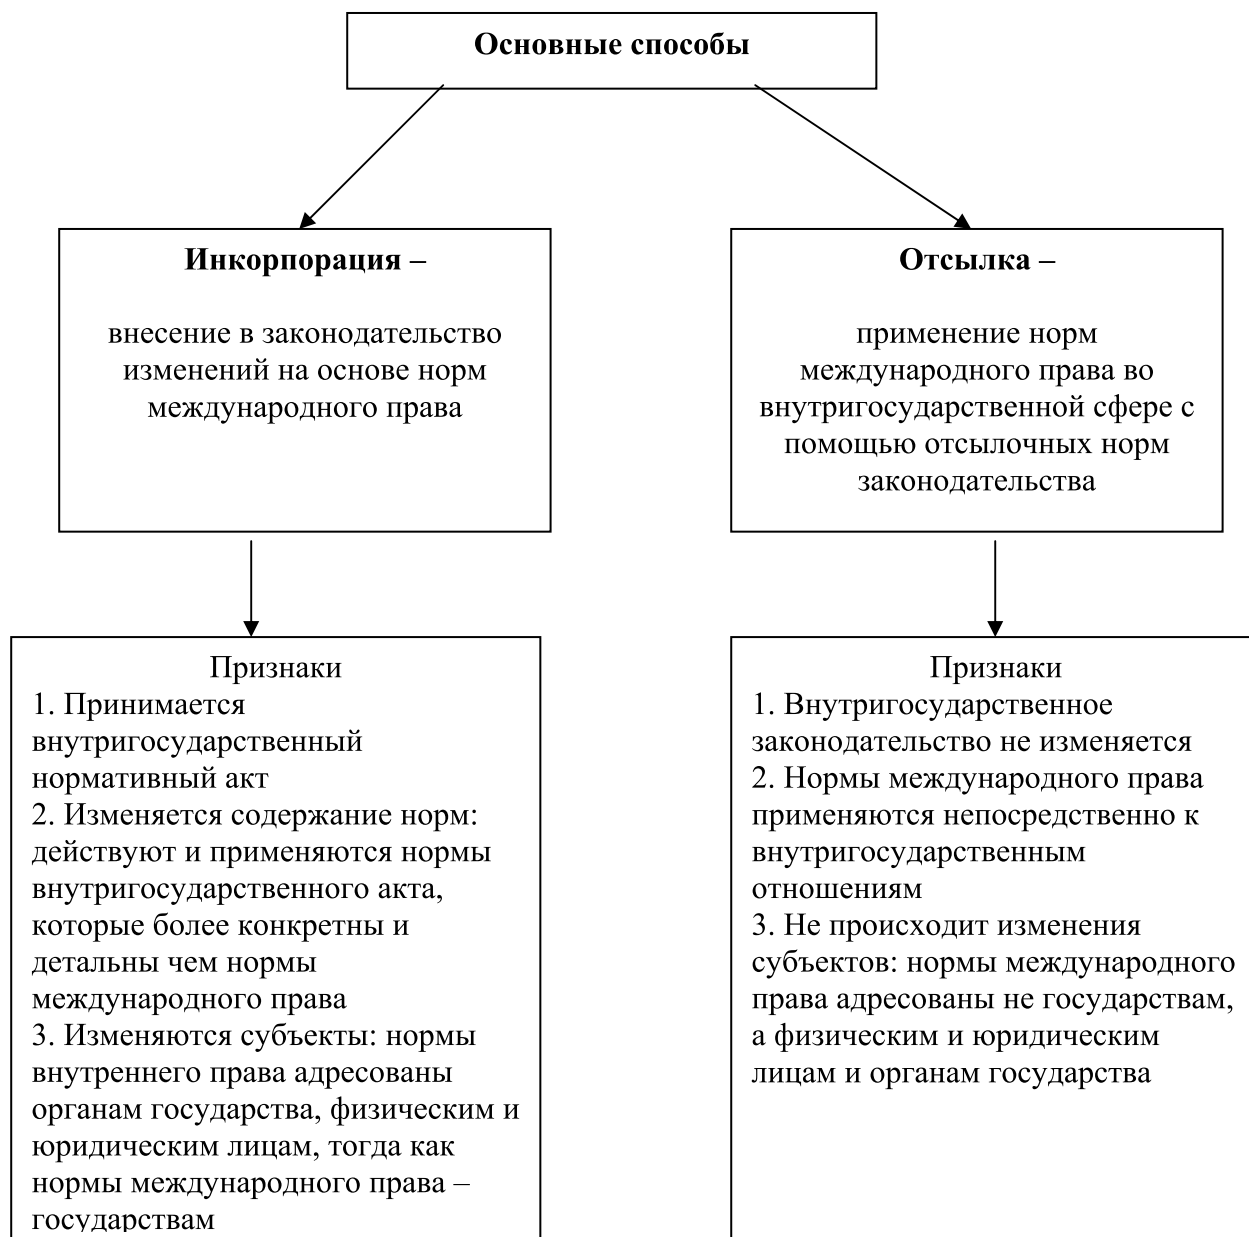 Основные способы
Инкорпорация –
внесение в законодательство
изменений на основе норм
международного права
Отсылка –
применение норм
международного права во
внутригосударственной сфере с
помощью отсылочных норм
законодательства
Признаки
1. Принимается
внутригосударственный
нормативный акт
2. Изменяется содержание норм:
действуют и применяются нормы
внутригосударственного акта,
которые более конкретны и
детальны чем нормы
международного права
3. Изменяются субъекты: нормы
внутреннего права адресованы
органам государства, физическим и
юридическим лицам, тогда как
нормы международного права –
государствам
Признаки
1. Внутригосударственное
законодательство не изменяется
2. Нормы международного права
применяются непосредственно к
внутригосударственным
отношениям
3. Не происходит изменения
субъектов: нормы международного
права адресованы не государствам,
а физическим и юридическим
лицам и органам государства